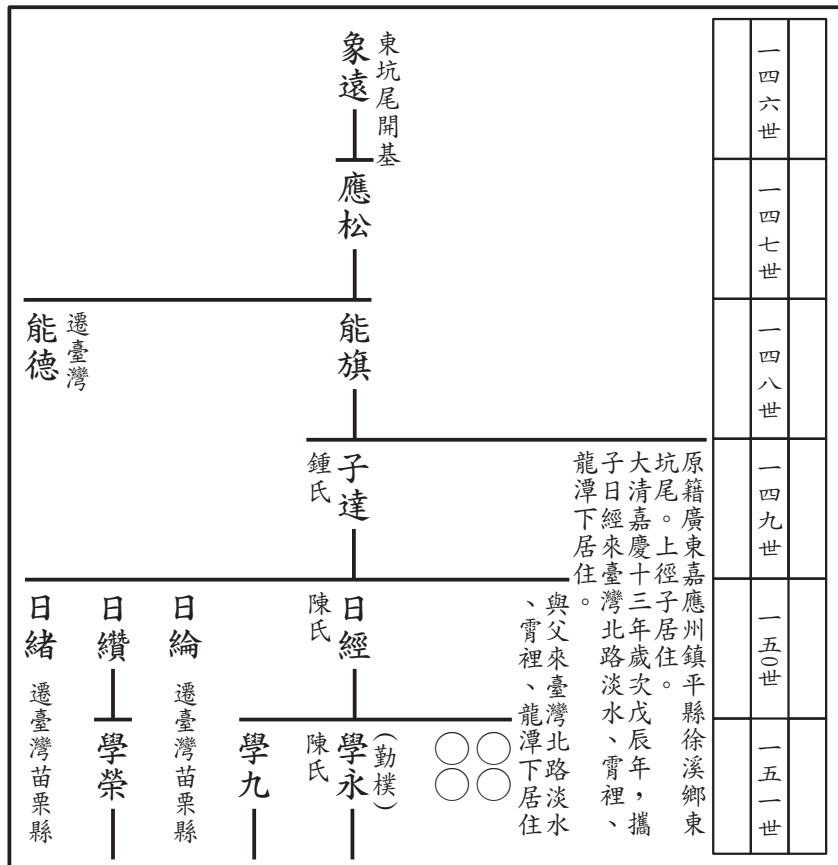 一四六世
一四七世
一四八世
一四九世
一五０世
一五一世
東坑尾開基
象遠
應松
能旗
遷臺灣
能德
原籍廣東嘉應州鎮平縣徐溪鄉東
坑尾。上徑子居住。
大清嘉慶十三年歲次戊辰年，攜
子日經來臺灣北路淡水、霄裡、
龍潭下居住。
子達
鍾氏
與父來臺灣北路淡水
、霄裡、龍潭下居住
日經
陳氏
日綸
遷臺灣苗栗縣
日纘
日緒
遷臺灣苗栗縣
○○
○○
（勤樸）
學永
陳氏
學九
學榮